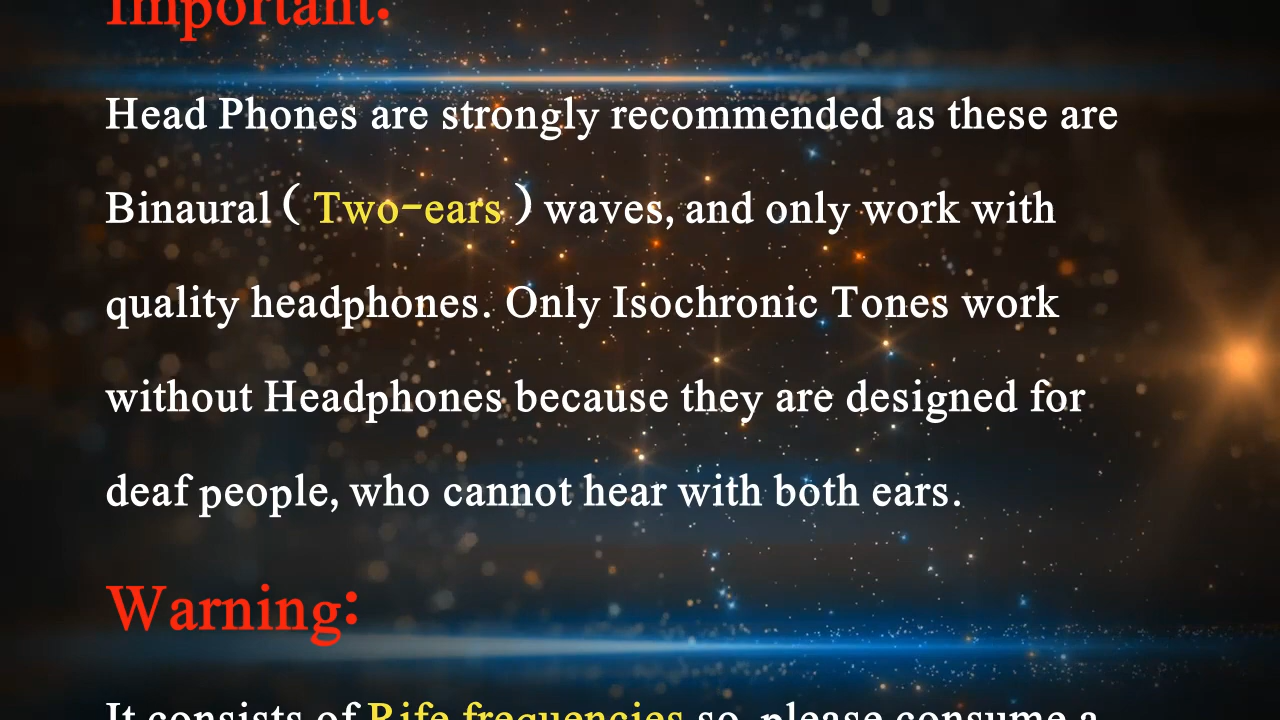 Important:
Head Phones are strongly recommended as these are
Binaural ( Two-ears ) waves, and only work with
quality headphones. Only Isochronic Tones work
without Headphones because they are designed for
deaf people, who cannot hear with both ears.
Warning:
It consists of Rife frequencies so, please consume a